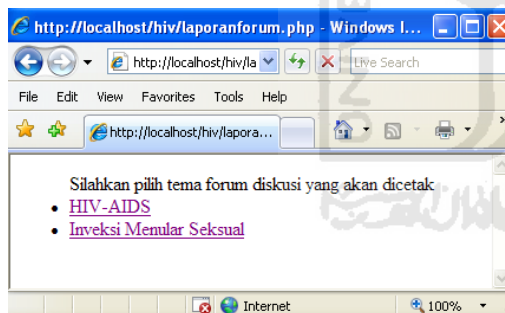 http://localhost/hiv/laporanforum.php - Windows I...
http://localhost/hiv/la
Live Search
File Edit View Favorites Tools Help
http://localhost/hiv/lapora...
Silahkan pilih tema forum diskusi yang akan dicetak
HIV-AIDS
Inveksi Menular Seksual
Internet 100%